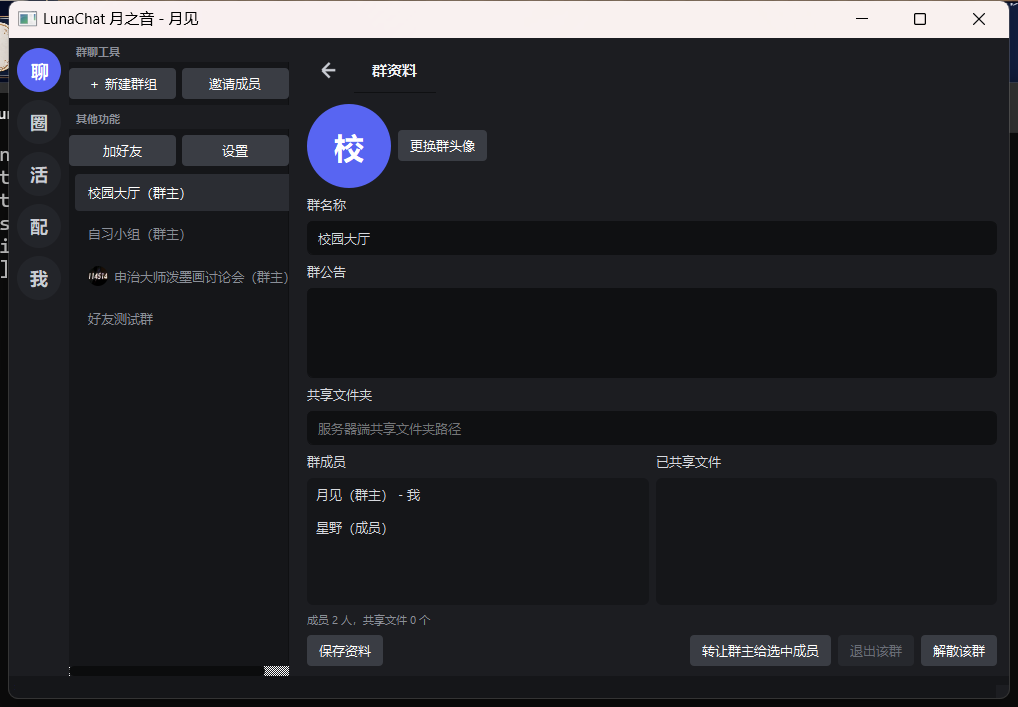 LunaChat 月之音 - 月见
聊
圈
活
配
我
群聊工具
+ 新建群组
邀请成员
其他功能
加好友
设置
校园大厅（群主）
自习小组（群主）
114514
申治大师泼墨画讨论会（群主）
好友测试群
群资料
校
更换群头像
群名称
校园大厅
群公告
共享文件夹
服务器端共享文件夹路径
群成员
已共享文件
月见（群主） - 我
星野（成员）
成员 2 人，共享文件 0 个
保存资料
转让群主给选中成员
退出该群
解散该群